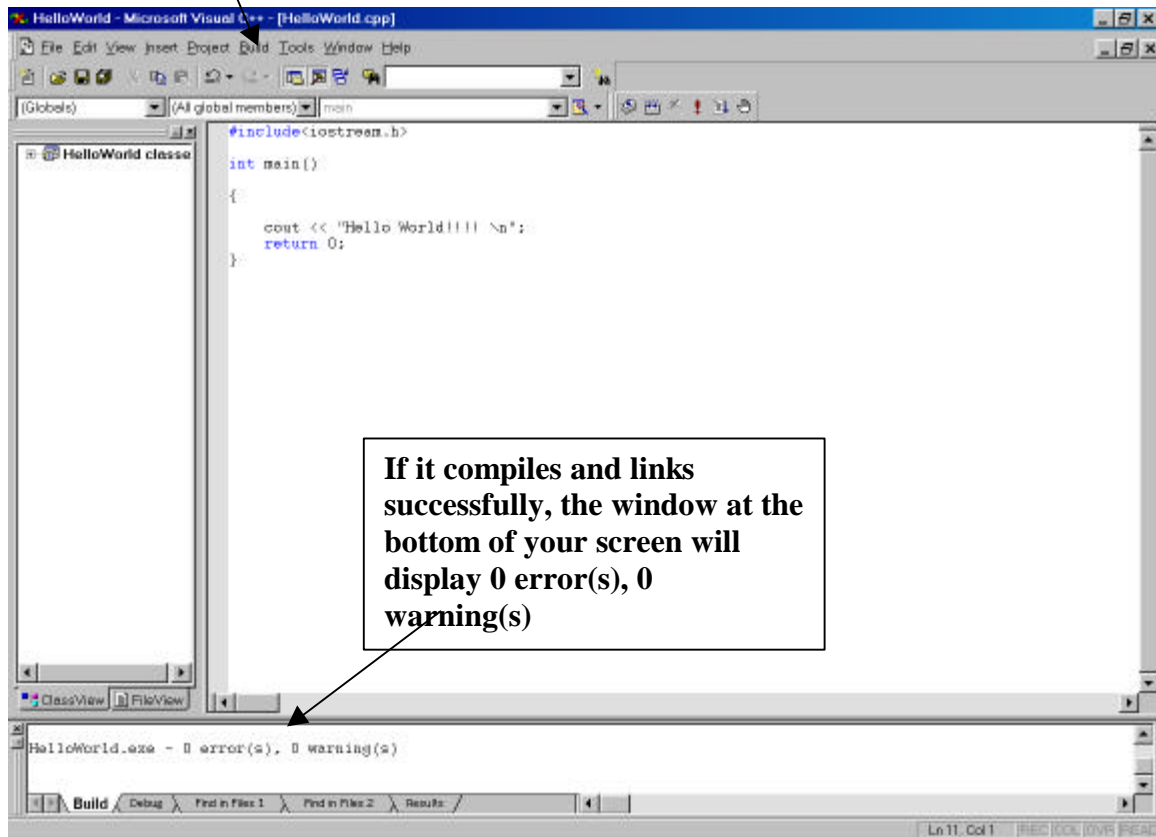 HelloWorld - Microsoft Visual C++ - [HelloWorld.cpp]
File Edit View Insert Project Build Tools Window Help
(Globals) (All global members) main
HelloWorld classe
#include<iostream.h>
int main()
{
cout << "Hello World!!!! \n";
return 0;
}
If it compiles and links
successfully, the window at the
bottom of your screen will
display 0 error(s), 0
warning(s)
ClassView FileView
HelloWorld.exe - 0 error(s), 0 warning(s)
Build Debug Find in Files 1 Find in Files 2 Results
Ln 11, Col 1 REC COL OVR READ